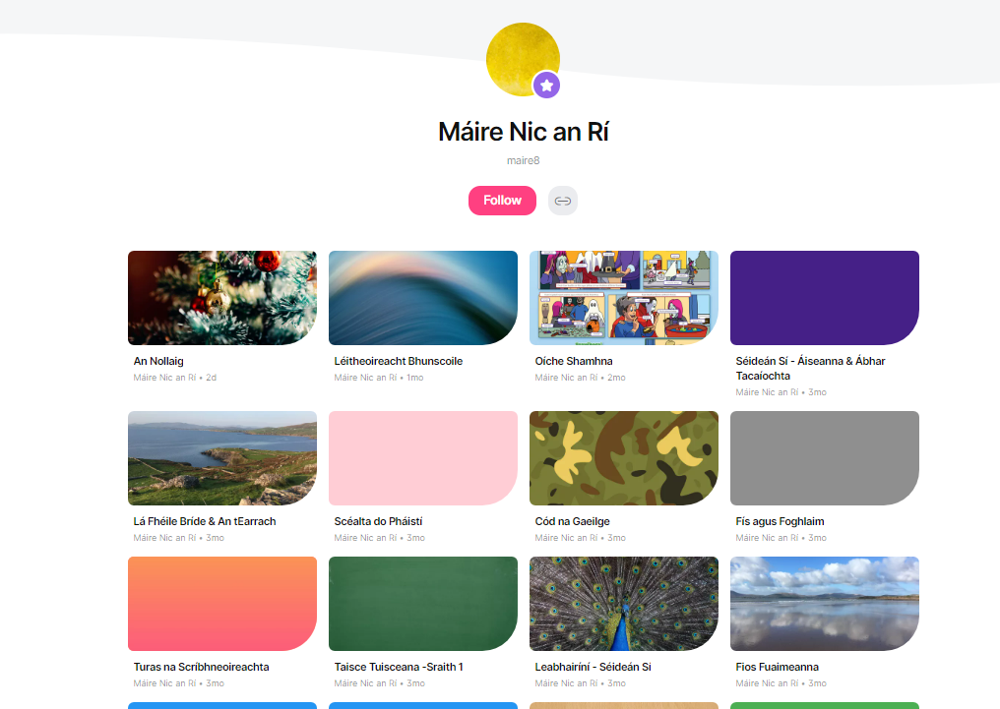 Máire Nic an Rí
maire8
Follow
An Nollaig
Máire Nic an Rí • 2d
Léitheoireacht Bhunscoile
Máire Nic an Rí • 1mo
Oíche Shamhna
Máire Nic an Rí • 2mo
Séideán Sí - Áiseanna & Ábhar
Tacaíochta
Máire Nic an Rí • 3mo
Lá Fhéile Bríde & An tEarrach
Máire Nic an Rí • 3mo
Scéalta do Pháistí
Máire Nic an Rí • 3mo
Cód na Gaeilge
Máire Nic an Rí • 3mo
Fís agus Foghlaim
Máire Nic an Rí • 3mo
Turas na Scríbhneoireachta
Máire Nic an Rí • 3mo
Taisce Tuisceana -Sraith 1
Máire Nic an Rí • 3mo
Leabhairíní - Séideán Si
Máire Nic an Rí • 3mo
Fios Fuaimeanna
Máire Nic an Rí • 3mo